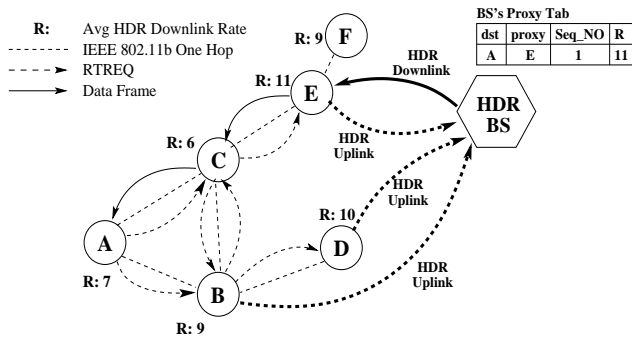 R: Avg HDR Downlink Rate
IEEE 802.11b One Hop
RTREQ
Data Frame
BS's Proxy Tab
dst proxy Seq_NO R
A E 1 11
R: 9 F
HDR
Downlink
R: 11
E
HDR
BS
HDR
Uplink
R: 6
C
HDR
Uplink
R: 10
D
A
R: 7
HDR
Uplink
B
R: 9